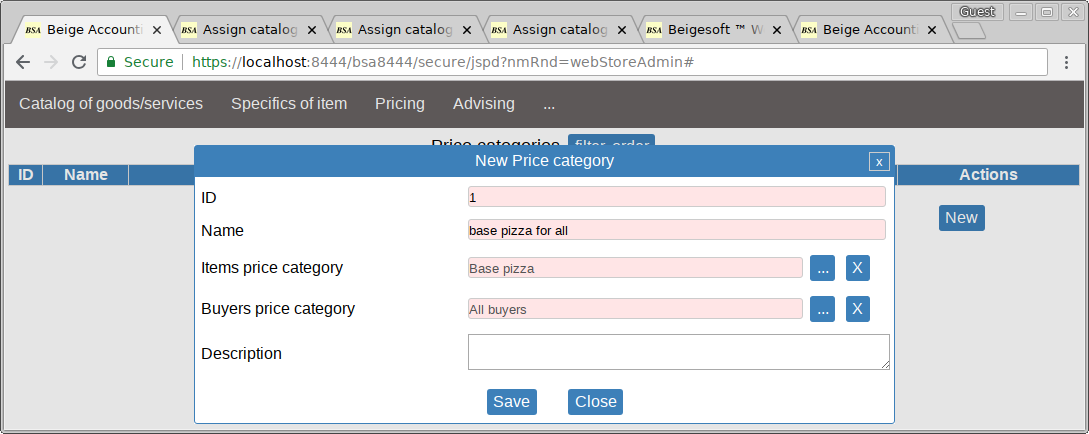 Guest
BSA Beige Accounti
BSA Assign catalog
BSA Assign catalog
BSA Assign catalog
BSA Beigesoft ™ W
BSA Beige Account
Secure https://localhost:8444/bsa8444/secure/jspd?nmRnd=webStoreAdmin#
Catalog of goods/services Specifics of item Pricing Advising ...
Price categories filter-order
New Price category x
ID Name Actions
New
ID 1
Name base pizza for all
Items price category Base pizza ... X
Buyers price category All buyers ... X
Description
Save Close